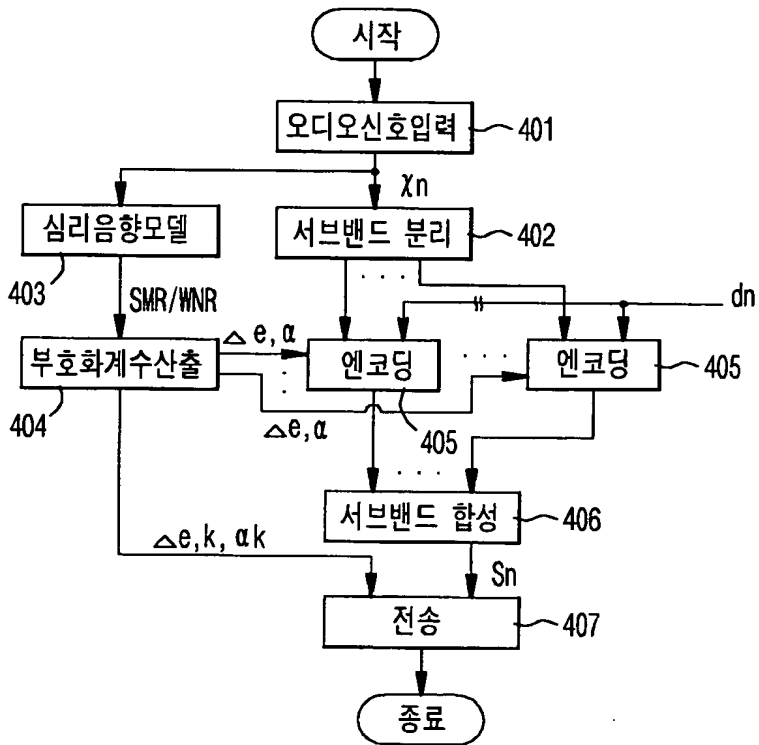 시작
오디오신호입력
401
χn
심리음향모델
서브밴드 분리
402
403
. . .
SMR/WNR
dn
△e,α
부호화계수산출
엔코딩
. . .
엔코딩
405
404
△e,α
405
. . .
서브밴드 합성
406
△e,k, αk
Sn
전송
407
종료